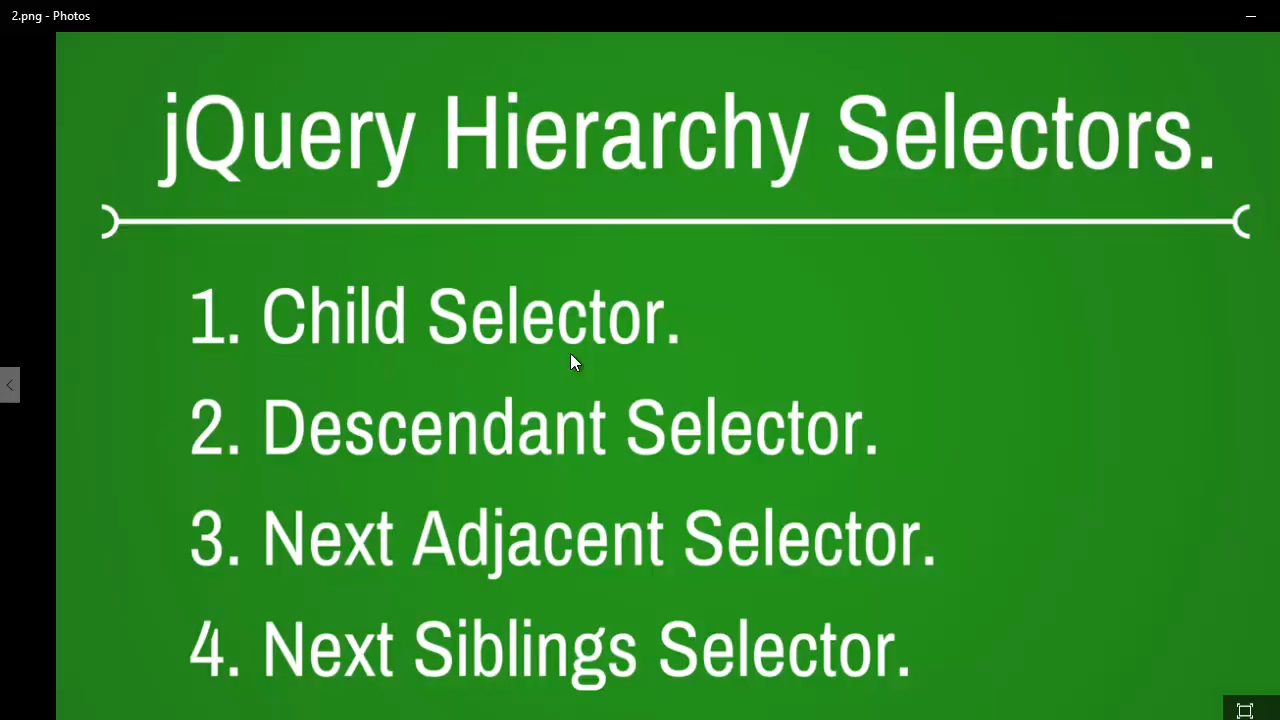 2.png - Photos
jQuery Hierarchy Selectors.
1. Child Selector.
2. Descendant Selector.
3. Next Adjacent Selector.
4. Next Siblings Selector.